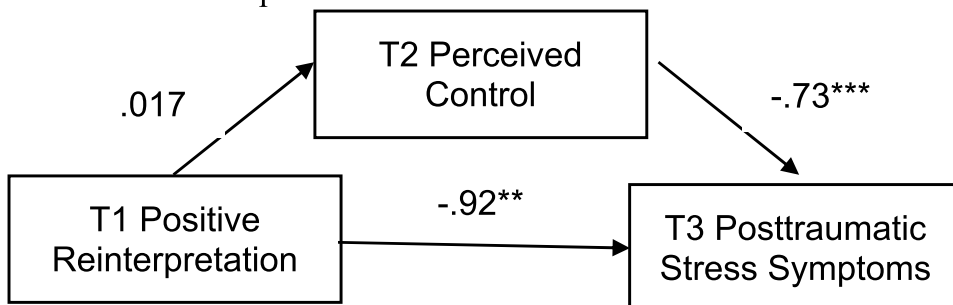 T2 Perceived
Control
.017
-.73***
T1 Positive
Reinterpretation
-.92**
T3 Posttraumatic
Stress Symptoms